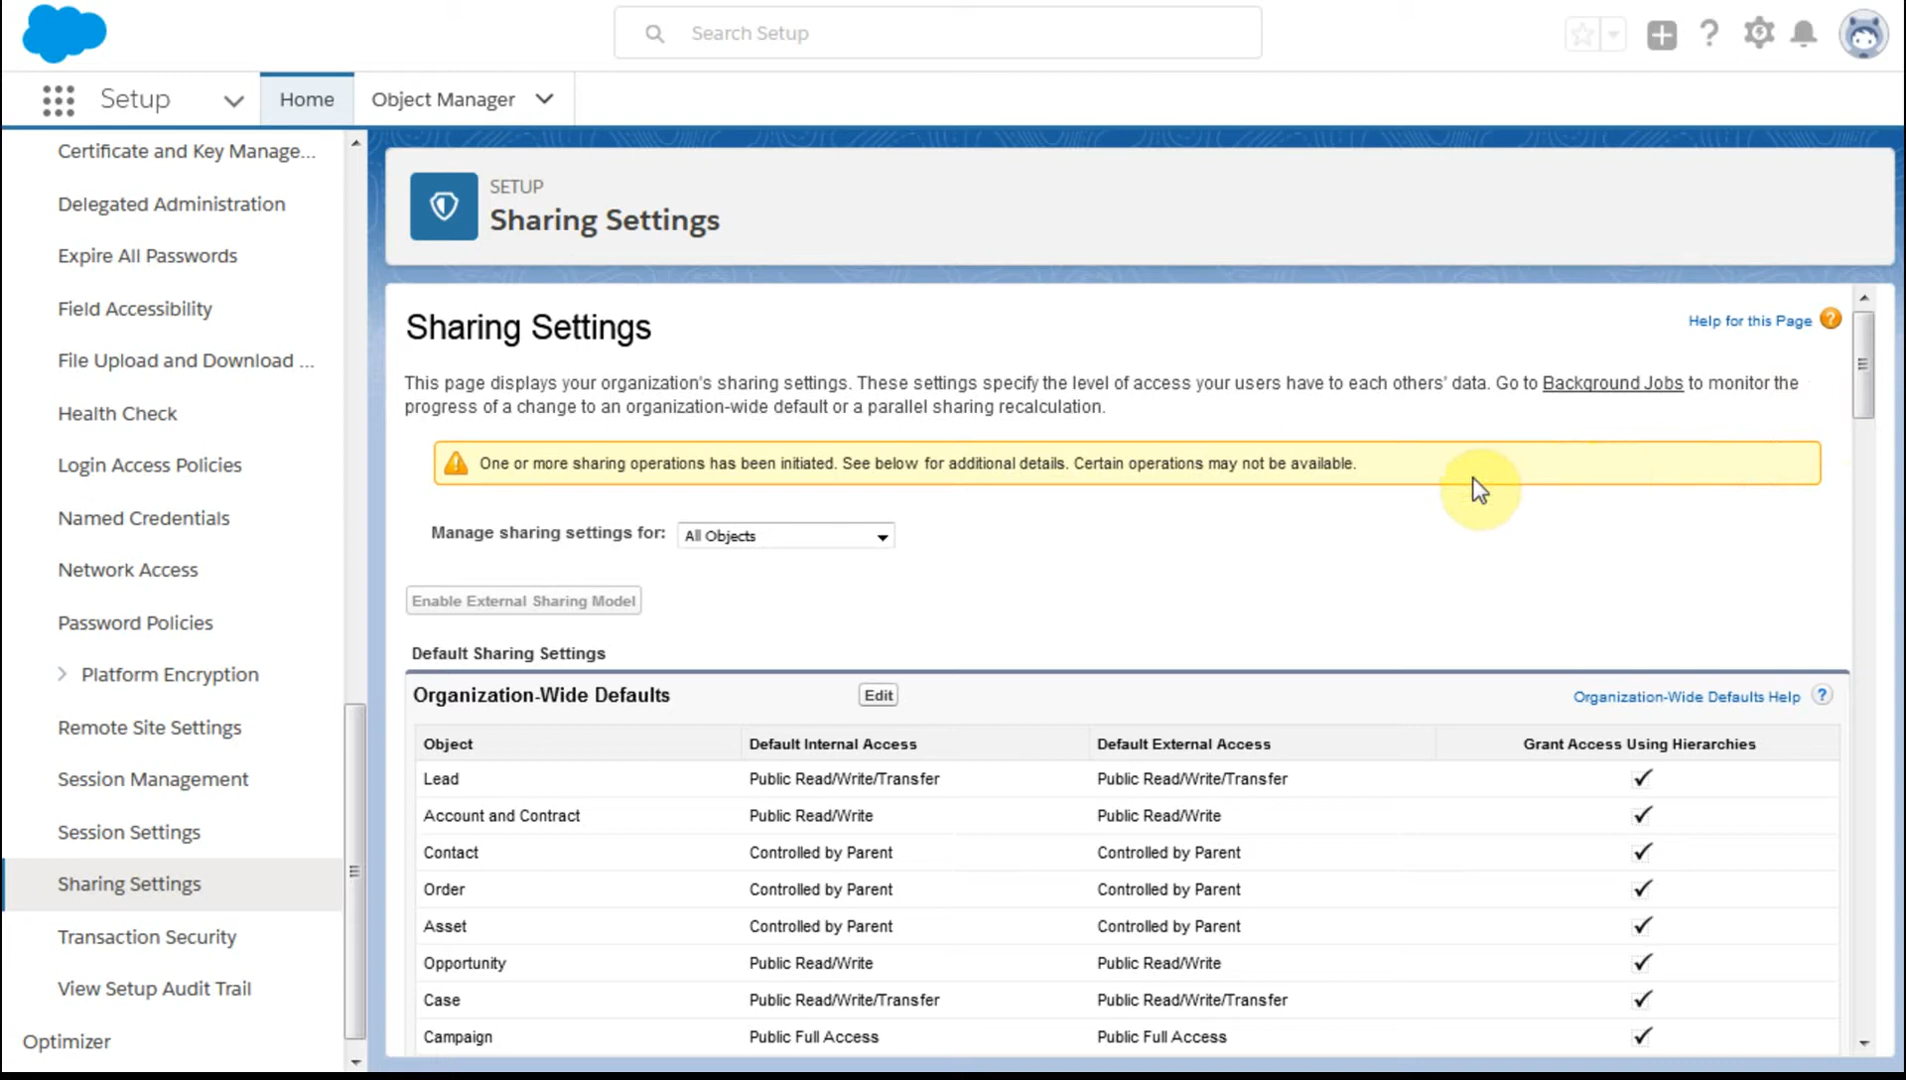 Search Setup
Setup
Home
Object Manager
Certificate and Key Manage...
Delegated Administration
Expire All Passwords
Field Accessibility
File Upload and Download ...
Health Check
Login Access Policies
Named Credentials
Network Access
Password Policies
Platform Encryption
Remote Site Settings
Session Management
Session Settings
Sharing Settings
Transaction Security
View Setup Audit Trail
Optimizer
SETUP
Sharing Settings
Sharing Settings
Help for this Page
This page displays your organization's sharing settings. These settings specify the level of access your users have to each others' data. Go to Background Jobs to monitor the
progress of a change to an organization-wide default or a parallel sharing recalculation.
One or more sharing operations has been initiated. See below for additional details. Certain operations may not be available.
Manage sharing settings for: All Objects
Enable External Sharing Model
Default Sharing Settings
Organization-Wide Defaults Edit Organization-Wide Defaults Help ?
Object Default Internal Access Default External Access Grant Access Using Hierarchies
Lead Public Read/Write/Transfer Public Read/Write/Transfer ✓
Account and Contract Public Read/Write Public Read/Write ✓
Contact Controlled by Parent Controlled by Parent ✓
Order Controlled by Parent Controlled by Parent ✓
Asset Controlled by Parent Controlled by Parent ✓
Opportunity Public Read/Write Public Read/Write ✓
Case Public Read/Write/Transfer Public Read/Write/Transfer ✓
Campaign Public Full Access Public Full Access ✓